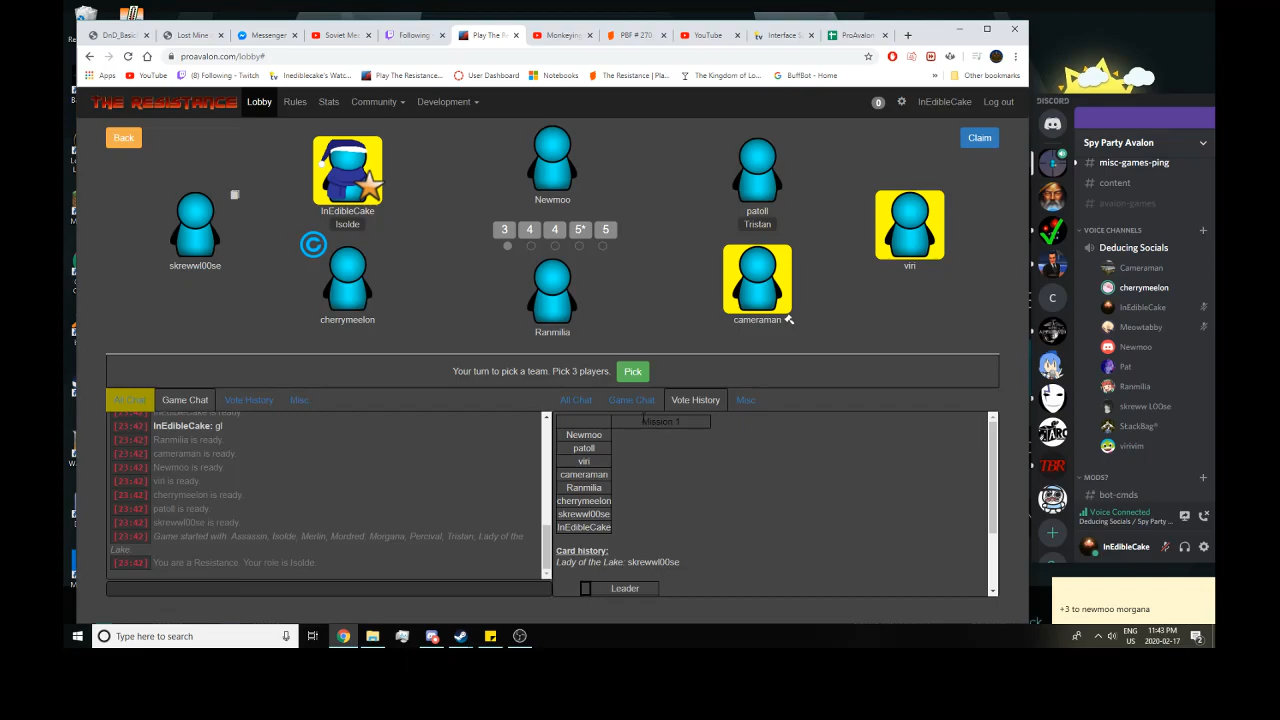 DnD_Basic
Lost Mine o
Messenger
Soviet Mer
Following -
Play The Re
Monkeying
PBF # 270
YouTube
Interface S
ProAvalon
proavalon.com/lobby#
Apps
YouTube
(8) Following - Twitch
Inediblecake's Watc...
Play The Resistance...
User Dashboard
Notebooks
The Resistance | Pla...
The Kingdom of Lo...
BuffBot - Home
»
Other bookmarks
THE RESISTANCE
Lobby
Rules
Stats
Community
Development
0
InEdibleCake
Log out
Back
Claim
InEdibleCake
Isolde
Newmoo
patoll
Tristan
skrewwl00se
viri
3 4 4 5* 5
©
cherrymeelon
Ranmilia
cameraman
Your turn to pick a team. Pick 3 players.
Pick
All Chat
Game Chat
Vote History
Misc
InEdibleCake is ready.
[23:42] InEdibleCake: gl
[23:42] Ranmilia is ready.
[23:42] cameraman is ready.
[23:42] Newmoo is ready.
[23:42] viri is ready.
[23:42] cherrymeelon is ready.
[23:42] patoll is ready.
[23:42] skrewwl00se is ready.
[23:42] Game started with: Assassin, Isolde, Merlin, Mordred, Morgana, Percival, Tristan, Lady of the
Lake
[23:42] You are a Resistance. Your role is Isolde.
All Chat
Game Chat
Vote History
Misc
Mission 1
Newmoo
patoll
viri
cameraman
Ranmilia
cherrymeelon
skrewwl00se
InEdibleCake
Card history:
Lady of the Lake: skrewwl00se
Leader
DISCORD
Spy Party Avalon
misc-games-ping
content
avalon-games
VOICE CHANNELS
Deducing Socials
Cameraman
cherrymeelon
InEdibleCake
Meowtabby
Newmoo
Pat
Ranmilia
skreww L00se
StackBag*
virivim
MODS?
bot-cmds
Voice Connected
Deducing Socials / Spy Party ...
InEdibleCake
C
TBR
+3 to newmoo morgana
Type here to search
ENG
US
11:43 PM
2020-02-17
2